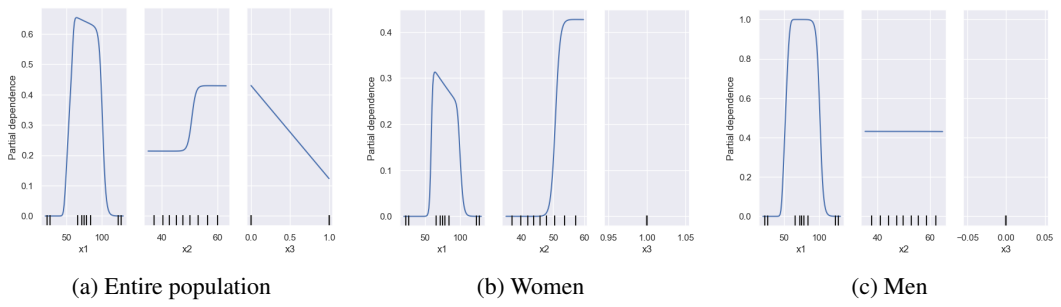 Partial dependence
0.6
0.5
0.4
0.3
0.2
0.1
0.0
50 100
x1
40 60
x2
0.0 0.5 1.0
x3
(a) Entire population
Partial dependence
0.4
0.3
0.2
0.1
0.0
50 100
x1
40 50 60
x2
0.95 1.00 1.05
x3
(b) Women
Partial dependence
1.0
0.8
0.6
0.4
0.2
0.0
50 100
x1
40 60
x2
−0.05 0.00 0.05
x3
(c) Men